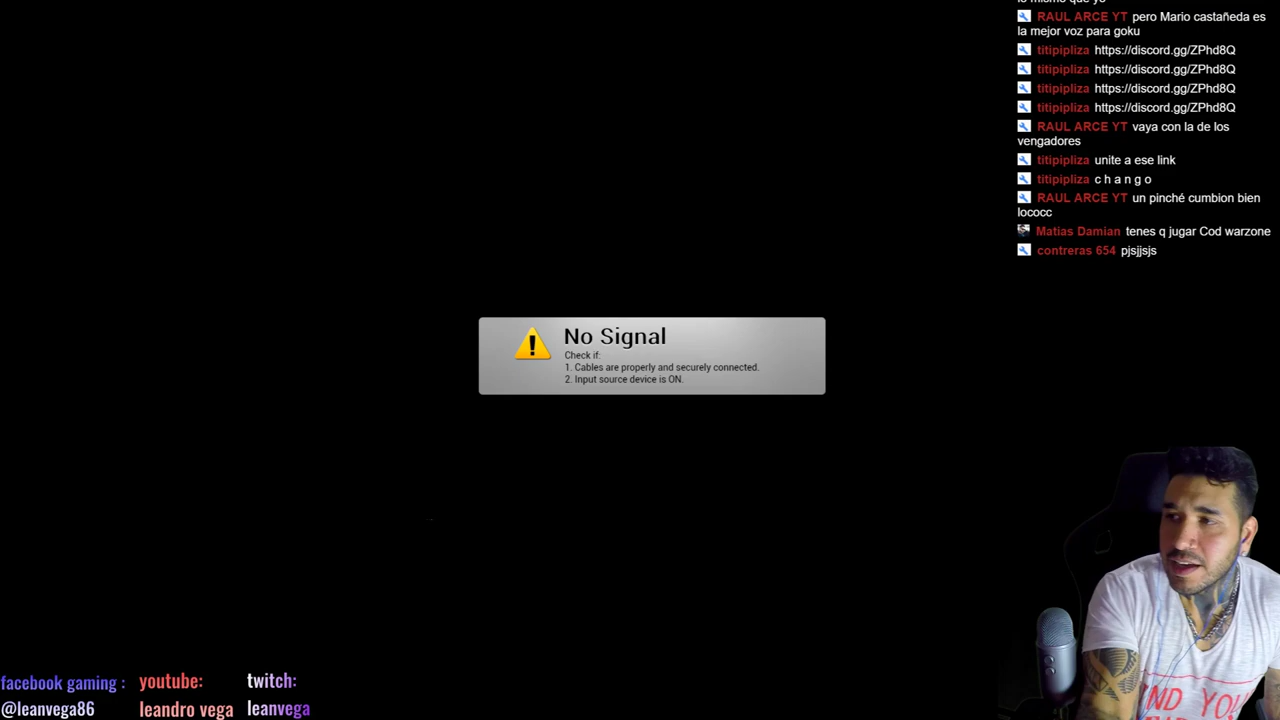 RAUL ARCE YT pero Mario castañeda es
la mejor voz para goku
titipipliza https://discord.gg/ZPhd8Q
titipipliza https://discord.gg/ZPhd8Q
titipipliza https://discord.gg/ZPhd8Q
titipipliza https://discord.gg/ZPhd8Q
RAUL ARCE YT vaya con la de los
vengadores
titipipliza unite a ese link
titipipliza c h a n g o
RAUL ARCE YT un pinché cumbion bien
lococc
Matias Damian tenes q jugar Cod warzone
contreras 654 pjsjjsjs
No Signal
Check if:
1. Cables are properly and securely connected.
2. Input source device is ON.
facebook gaming :
@leanvega86
youtube:
leandro vega
twitch:
leanvega